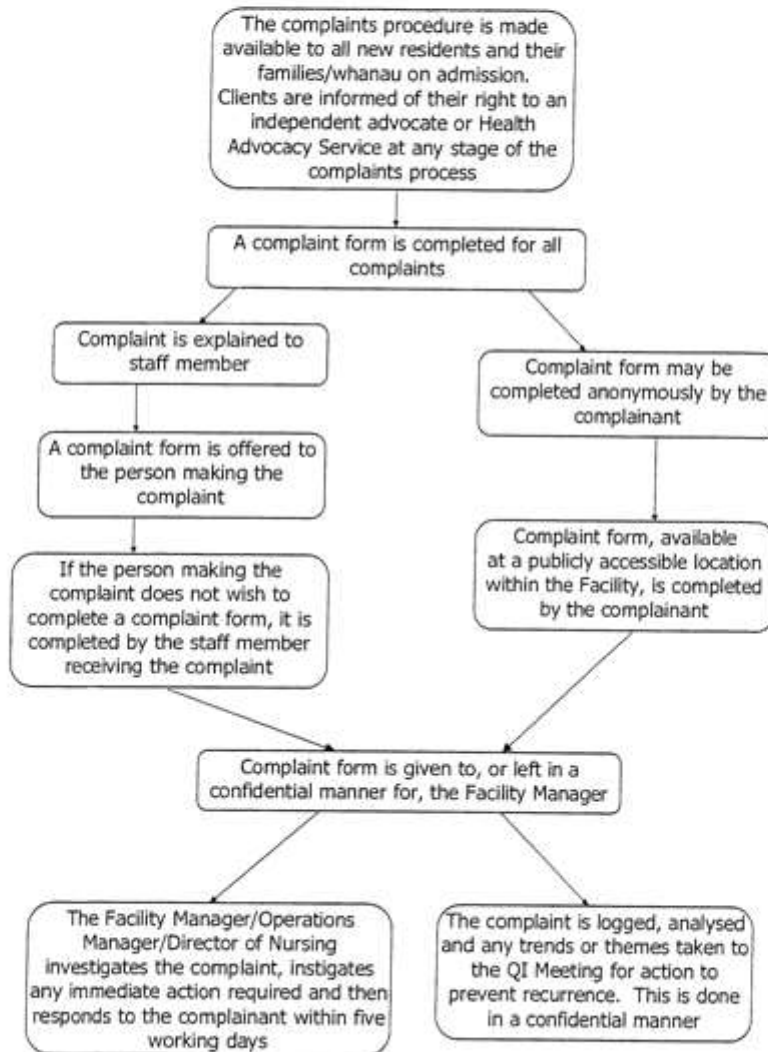 The complaints procedure is made
available to all new residents and their
families/whanau on admission.
Clients are informed of their right to an
independent advocate or Health
Advocacy Service at any stage of the
complaints process
A complaint form is completed for all
complaints
Complaint is explained to
staff member
A complaint form is offered to
the person making the
complaint
If the person making the
complaint does not wish to
complete a complaint form, it is
completed by the staff member
receiving the complaint
Complaint form may be
completed anonymously by the
complainant
Complaint form, available
at a publicly accessible location
within the Facility, is completed
by the complainant
Complaint form is given to, or left in a
confidential manner for, the Facility Manager
The Facility Manager/Operations
Manager/Director of Nursing
investigates the complaint, instigates
any immediate action required and then
responds to the complainant within five
working days
The complaint is logged, analysed
and any trends or themes taken to
the QI Meeting for action to
prevent recurrence. This is done
in a confidential manner